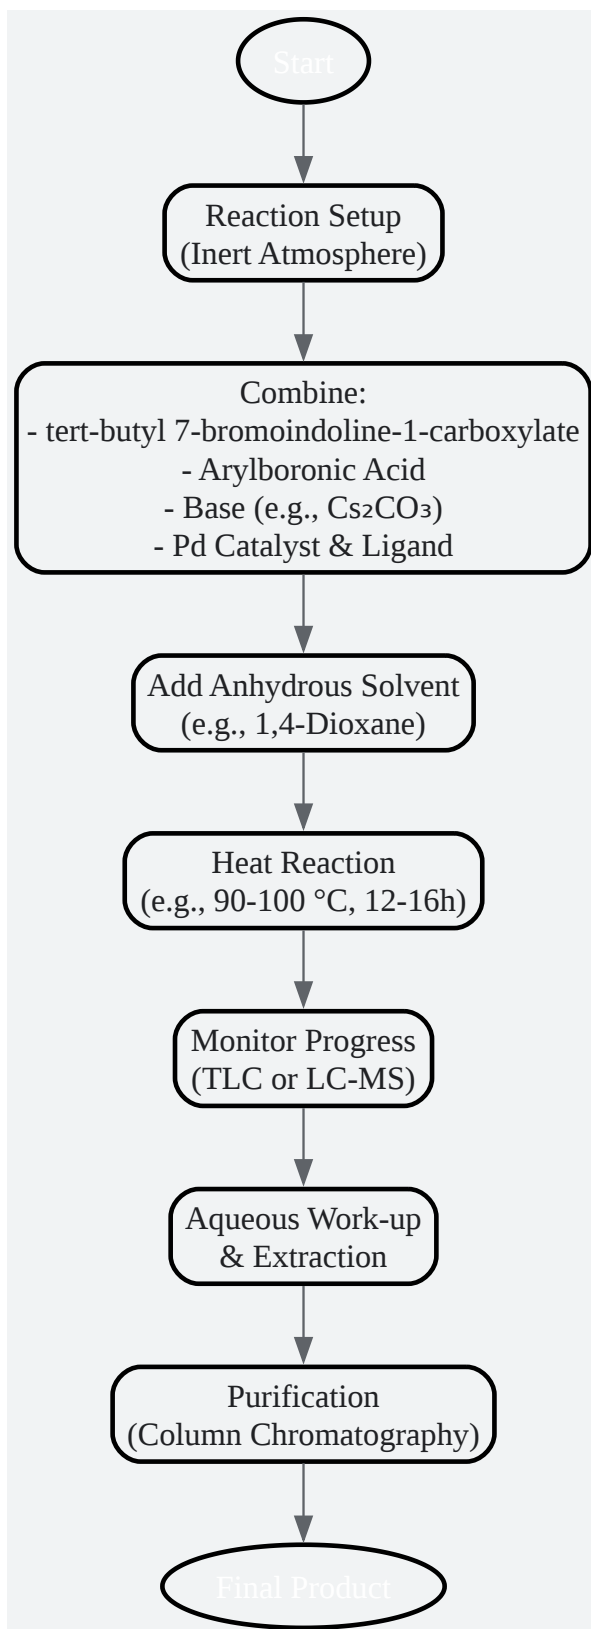 Start
Reaction Setup
(Inert Atmosphere)
Combine:
- tert-butyl 7-bromoindoline-1-carboxylate
- Arylboronic Acid
- Base (e.g., Cs₂CO₃)
- Pd Catalyst & Ligand
Add Anhydrous Solvent
(e.g., 1,4-Dioxane)
Heat Reaction
(e.g., 90-100 °C, 12-16h)
Monitor Progress
(TLC or LC-MS)
Aqueous Work-up
& Extraction
Purification
(Column Chromatography)
Final Product